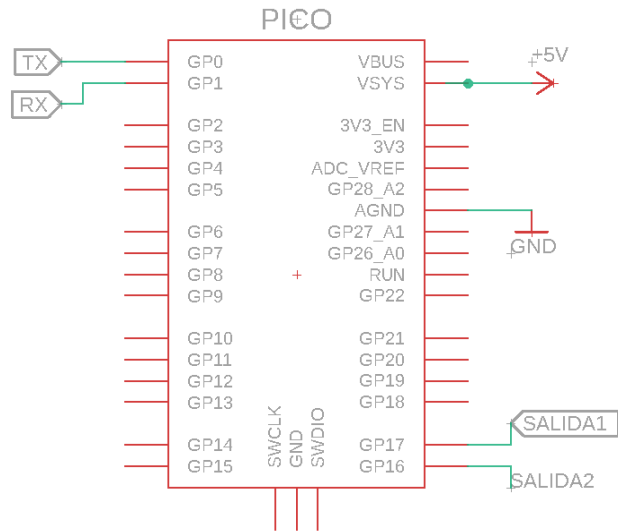 PICO
TX
RX
GP0
GP1
GP2
GP3
GP4
GP5
GP6
GP7
GP8
GP9
GP10
GP11
GP12
GP13
GP14
GP15
SWCLK
GND
SWDIO
VBUS
VSYS
3V3_EN
3V3
ADC_VREF
GP28_A2
AGND
GP27_A1
GP26_A0
RUN
GP22
GP21
GP20
GP19
GP18
GP17
GP16
+5V
GND
SALIDA1
SALIDA2